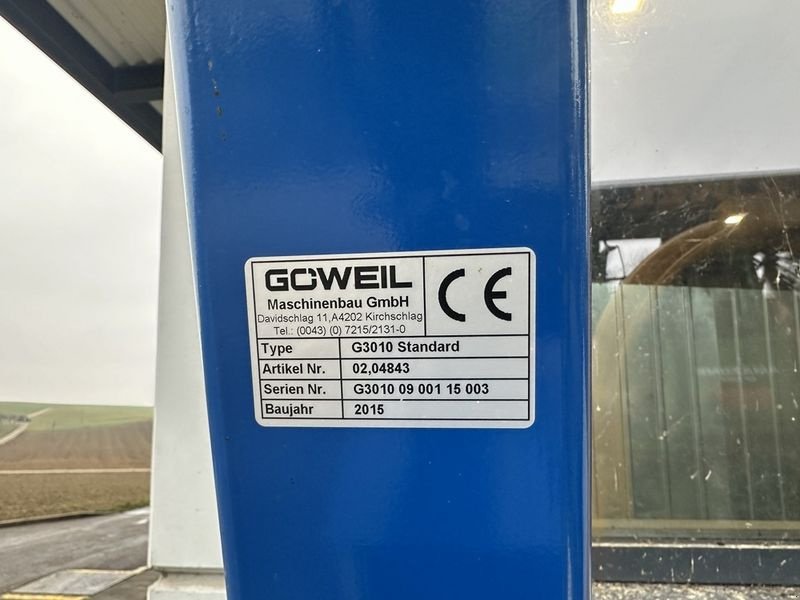 GÖWEIL
Maschinenbau GmbH
Davidschlag 11,A4202 Kirchschlag
Tel.: (0043) (0) 7215/2131-0
CE
Type G3010 Standard
Artikel Nr. 02,04843
Serien Nr. G3010 09 001 15 003
Baujahr 2015